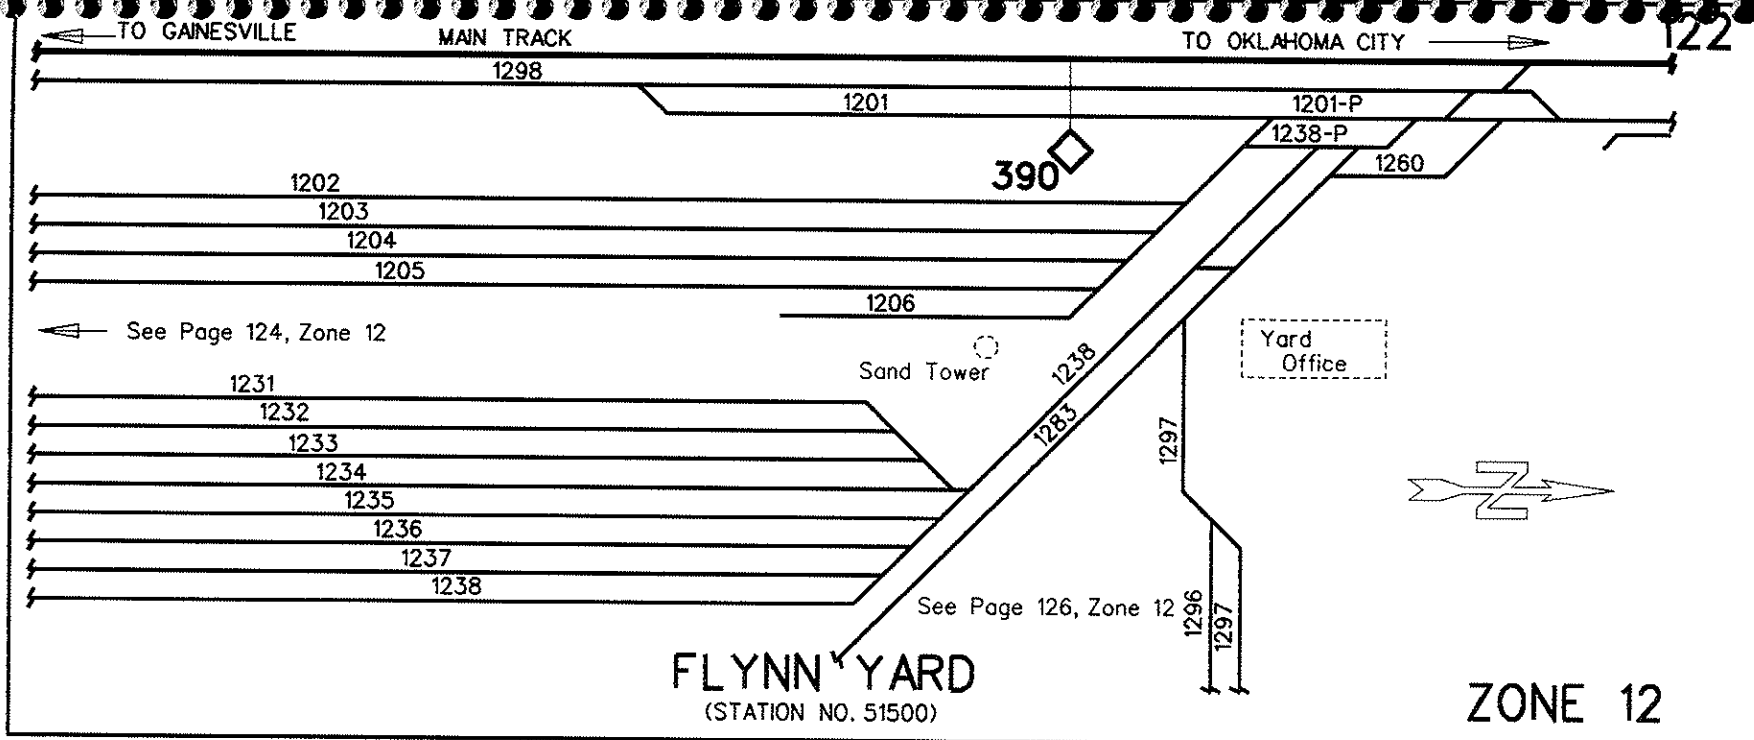 122
TO GAINESVILLE
MAIN TRACK
TO OKLAHOMA CITY
1298
1201
1201-P
1238-P
390
1260
1202
1203
1204
1205
1206
See Page 124, Zone 12
Sand Tower
1238
1283
Yard
Office
1231
1232
1233
1234
1235
1236
1237
1238
1297
N
See Page 126, Zone 12
1296
1297
FLYNN YARD
(STATION NO. 51500)
ZONE 12